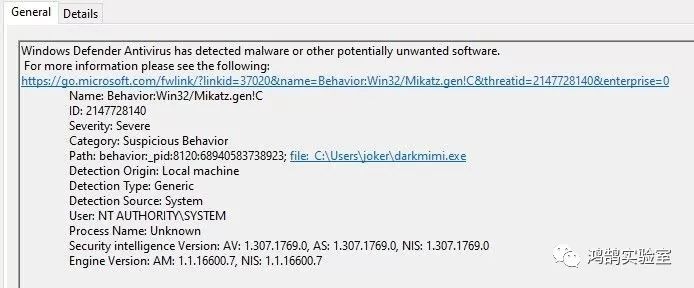 General
Details
Windows Defender Antivirus has detected malware or other potentially unwanted software.
For more information please see the following:
https://go.microsoft.com/fwlink/?linkid=37020&name=Behavior:Win32/Mikatz.gen!C&threatid=2147728140&enterprise=0
Name: Behavior:Win32/Mikatz.gen!C
ID: 2147728140
Severity: Severe
Category: Suspicious Behavior
Path: behavior:_pid:8120:68940583738923; file:_C:\Users\joker\darkmimi.exe
Detection Origin: Local machine
Detection Type: Generic
Detection Source: System
User: NT AUTHORITY\SYSTEM
Process Name: Unknown
Security intelligence Version: AV: 1.307.1769.0, AS: 1.307.1769.0, NIS: 1.307.1769.0
Engine Version: AM: 1.1.16600.7, NIS: 1.1.16600.7
鸿鹄实验室